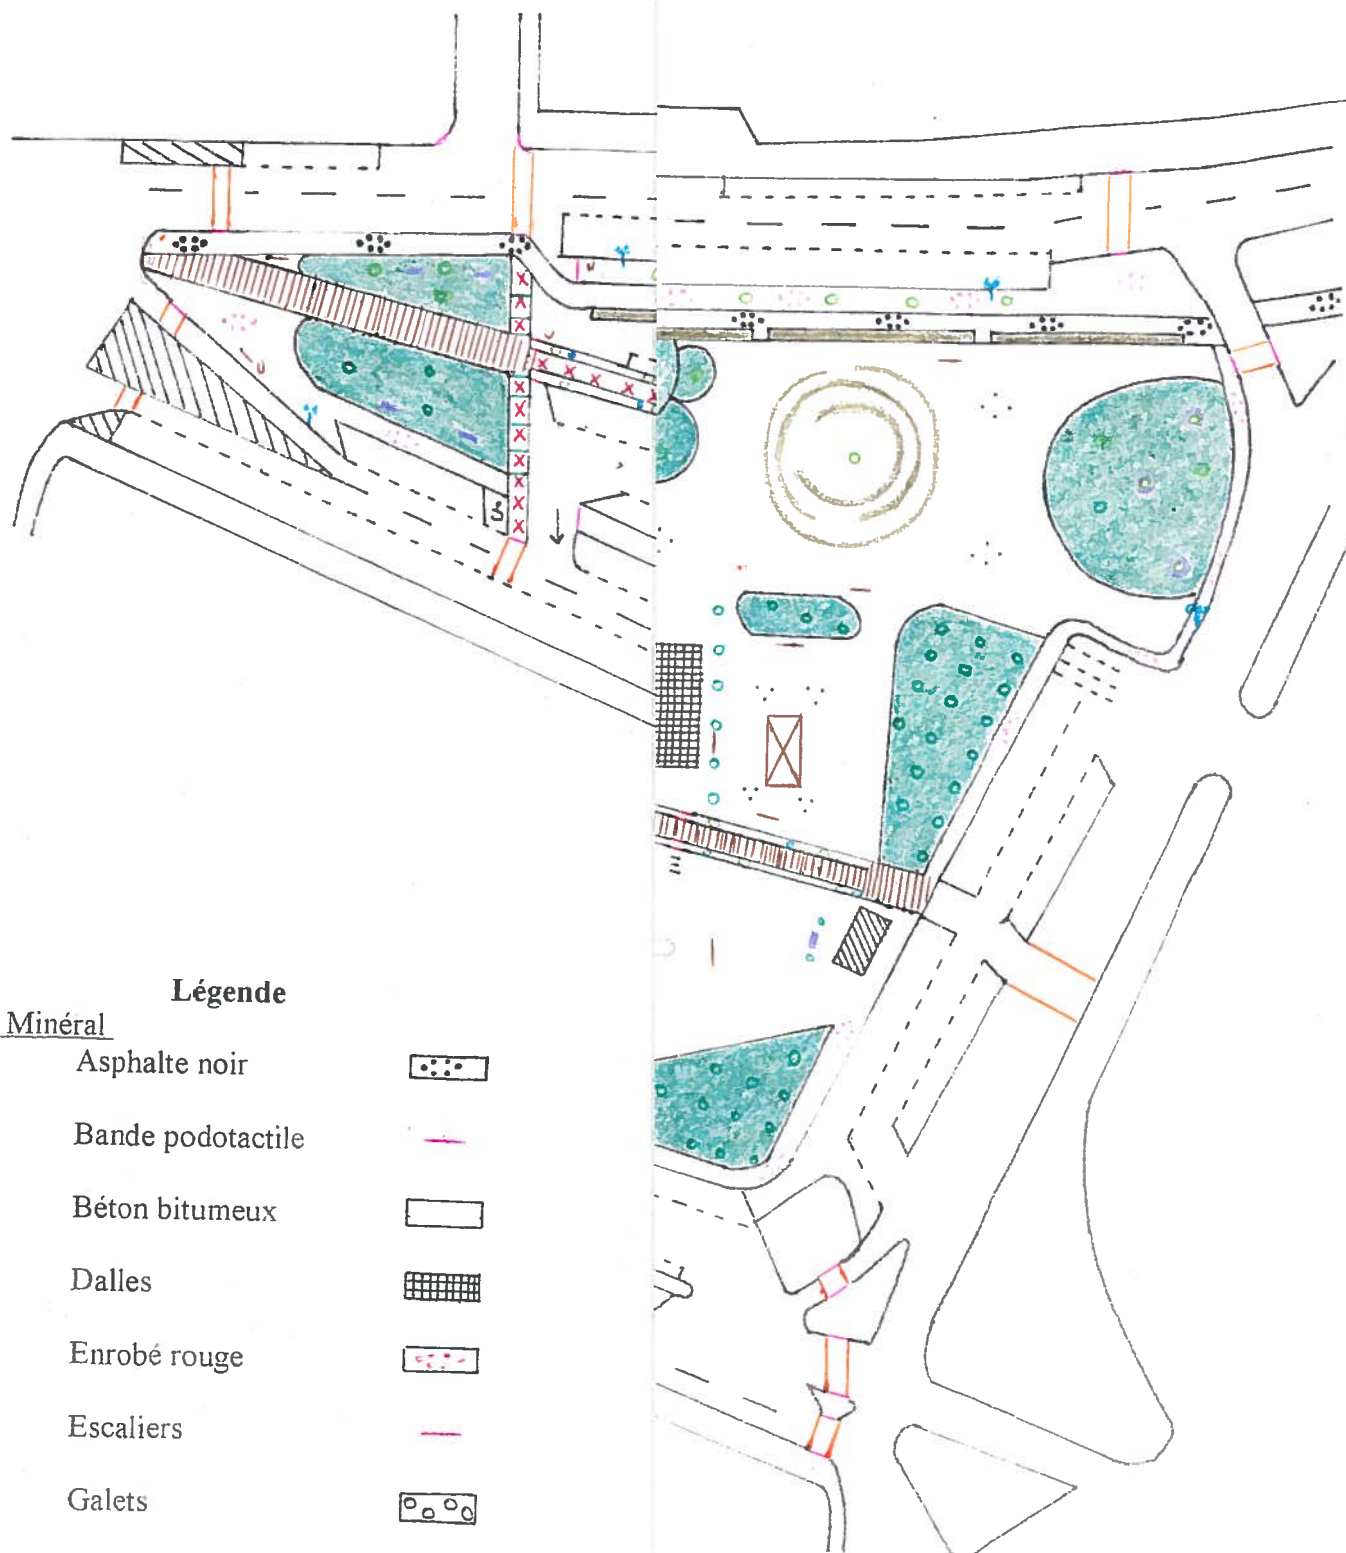 Légende
Minéral
Asphalte noir
Bande podotactile
Béton bitumeux
Dalles
Enrobé rouge
Escaliers
Galets